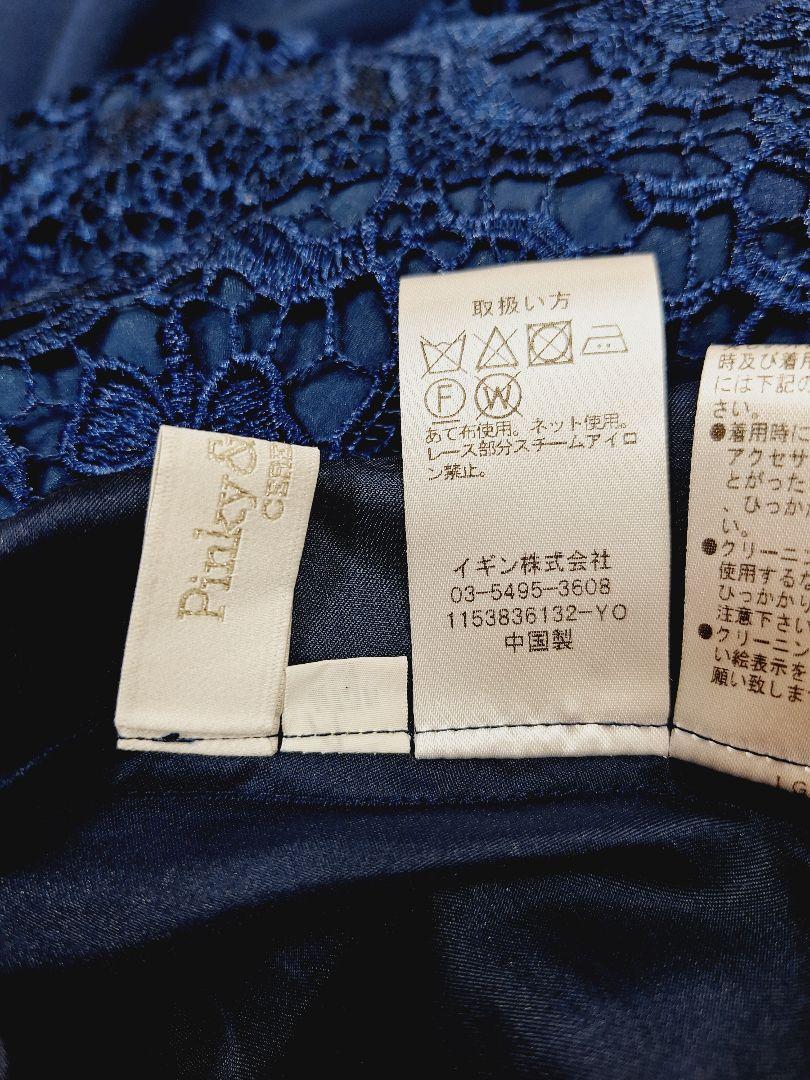 Pinky &
CERE
取扱い方
F
W
あて布使用。ネット使用。
レース部分スチームアイロ
ン禁止。
イギン株式会社
03-5495-3608
1153836132-YO
中国製
時及び着用
には下記
さい。
●着用時に
アクセサ
とがった
、ひっか
い。
●クリーニ
使用するな
ひっかか
注意下さい
●クリーニン
い絵表示を
願い致しま